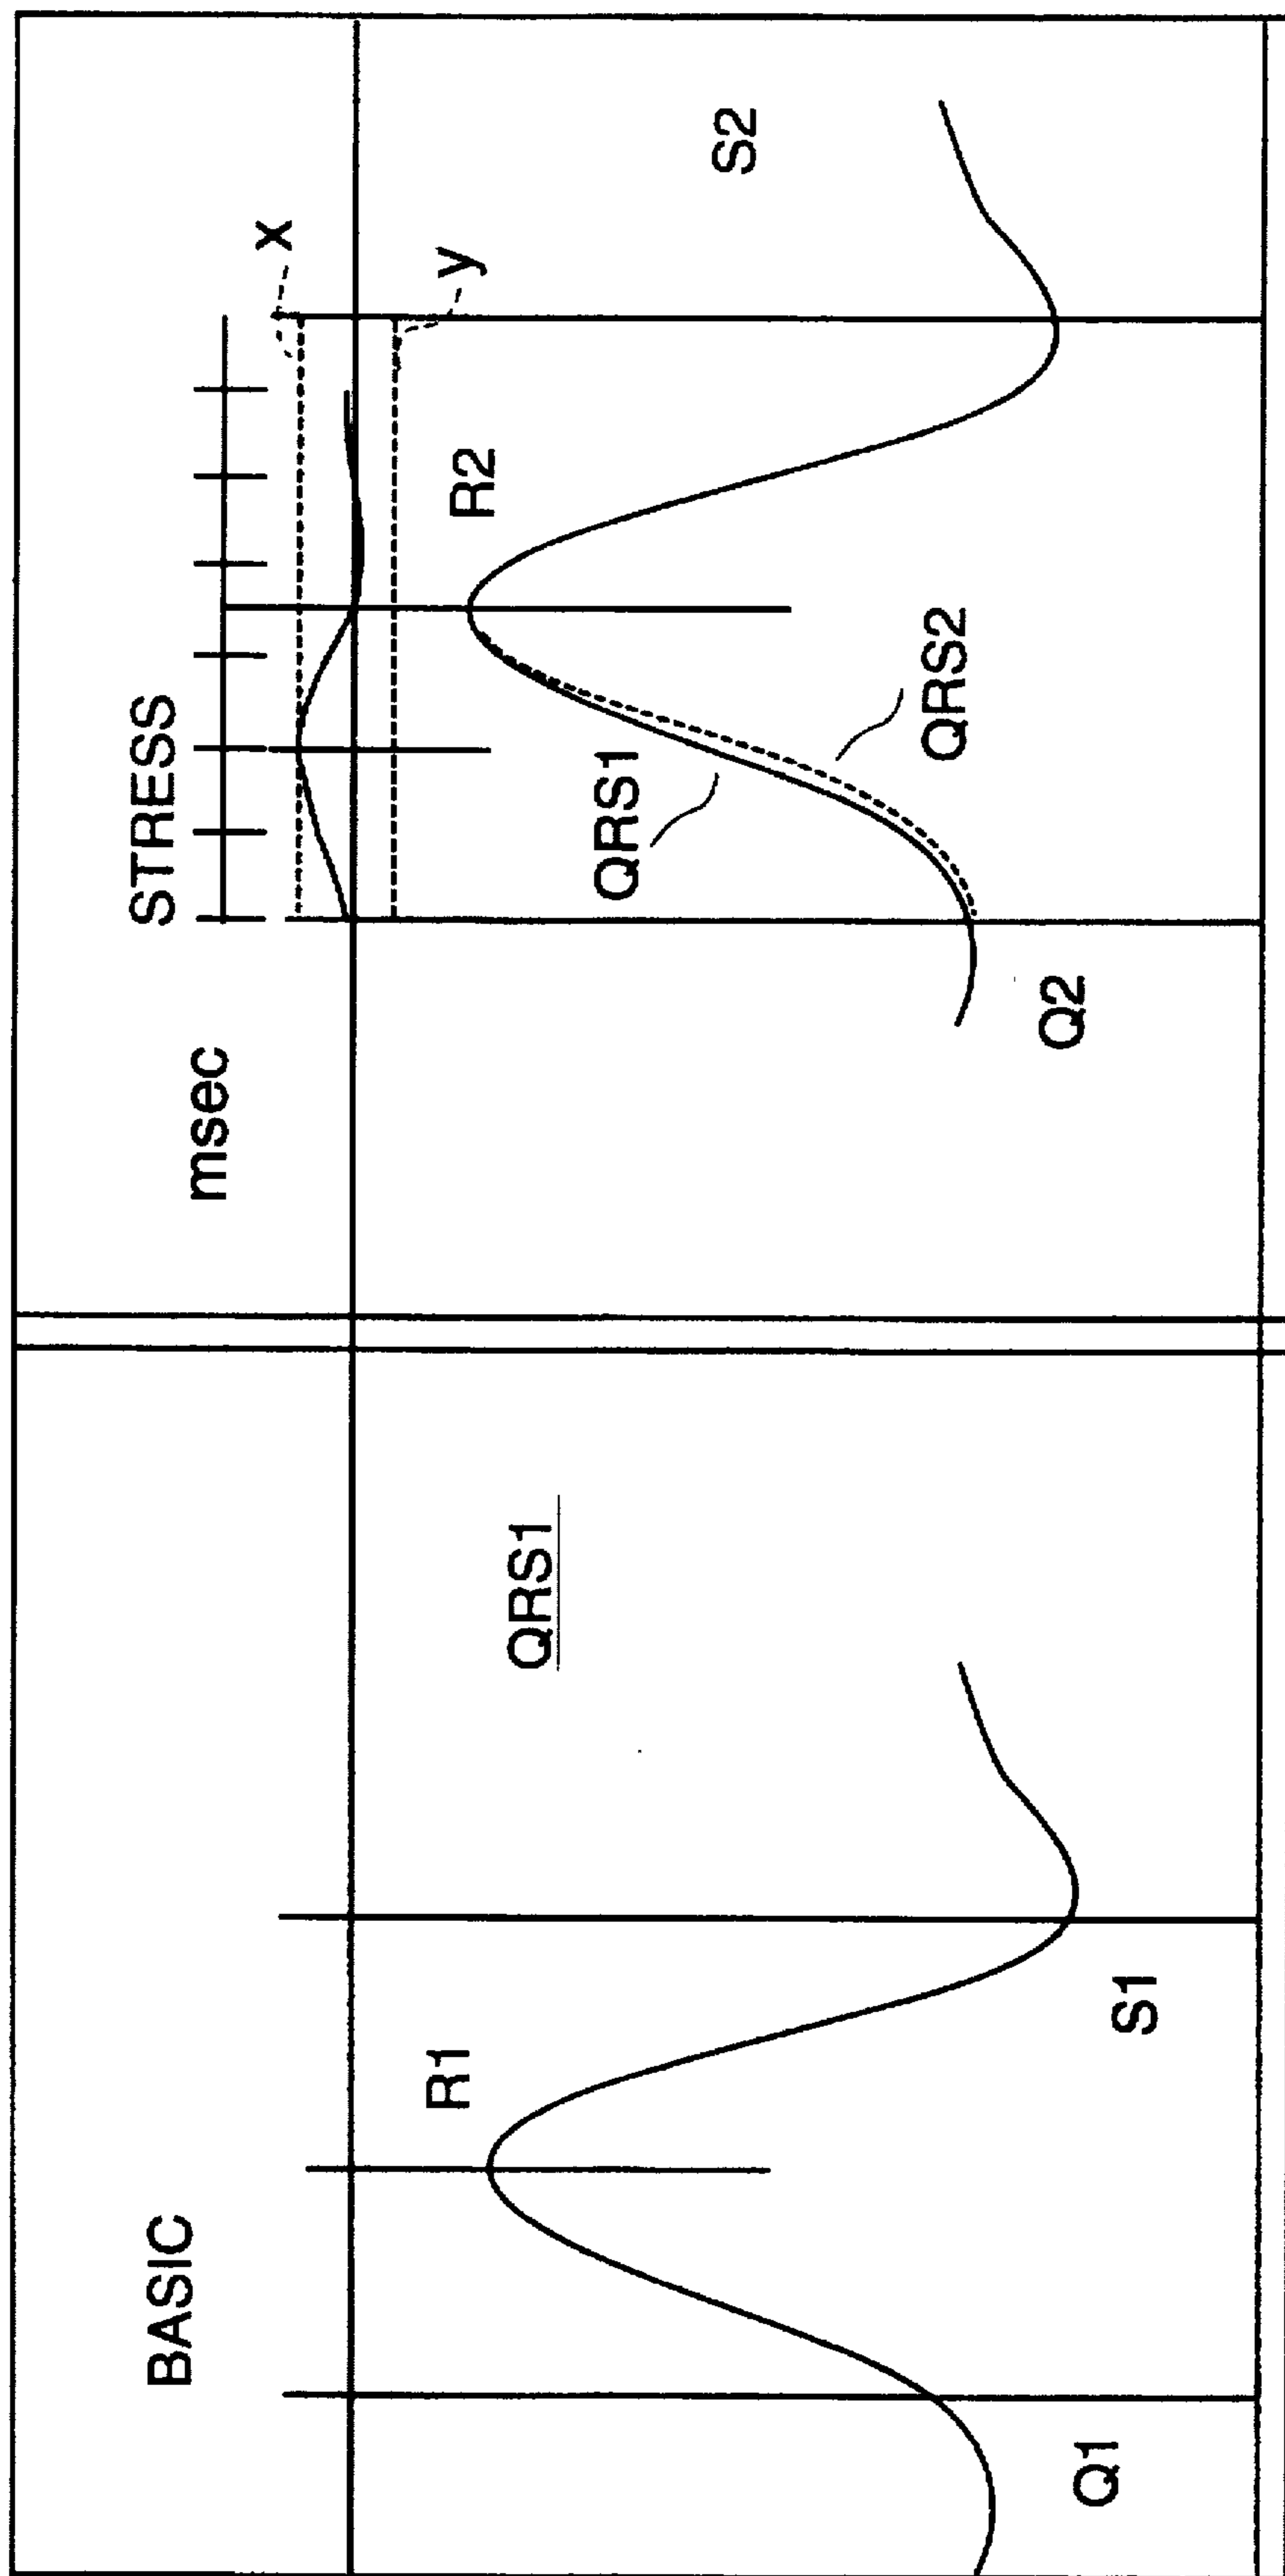 BASIC
R1
QRS1
Q1
S1
STRESS
msec
x
y
R2
S2
QRS1
QRS2
Q2